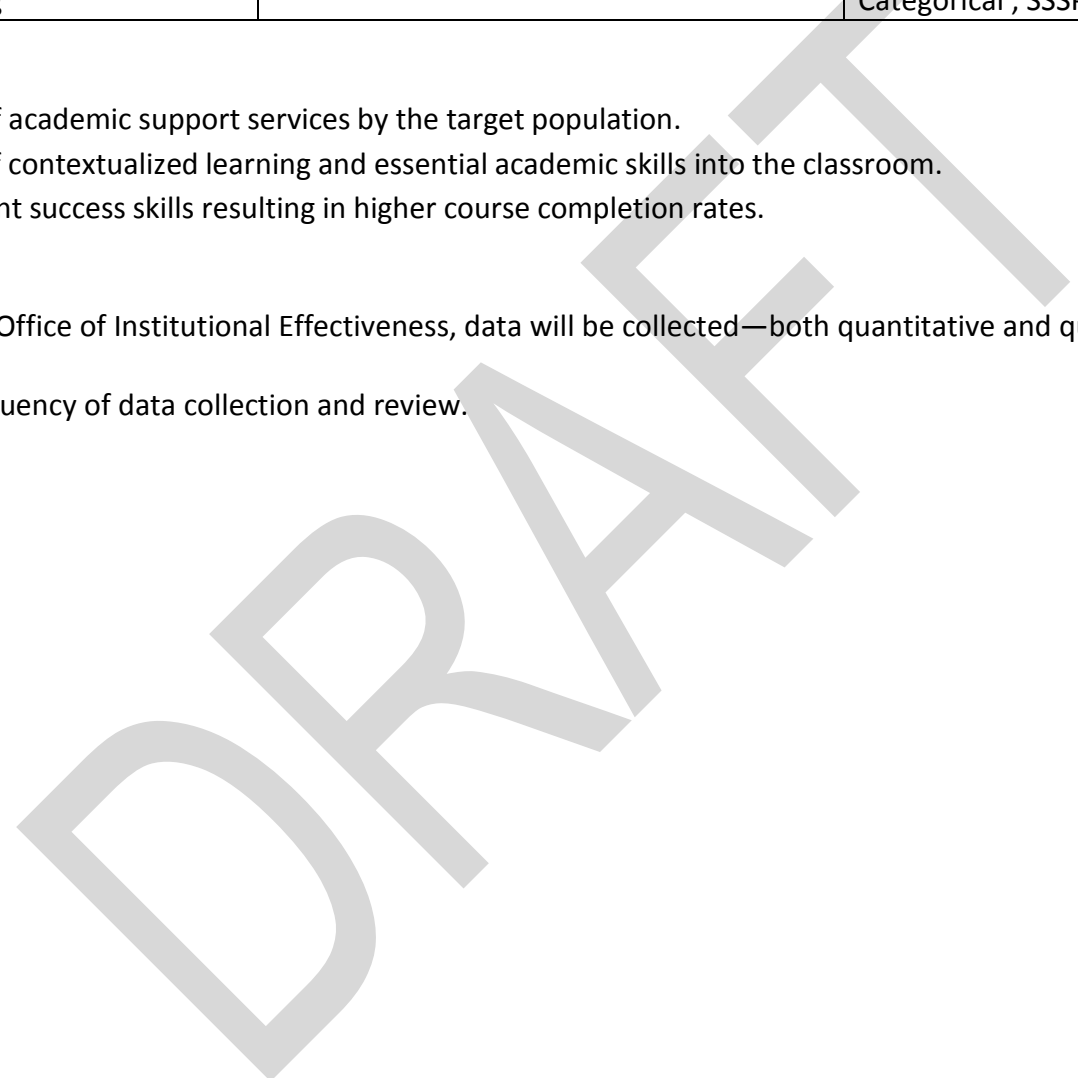 Categorical , SSSP
f academic support services by the target population.
f contextualized learning and essential academic skills into the classroom.
nt success skills resulting in higher course completion rates.
Office of Institutional Effectiveness, data will be collected—both quantitative and q
uency of data collection and review.
DRAFT